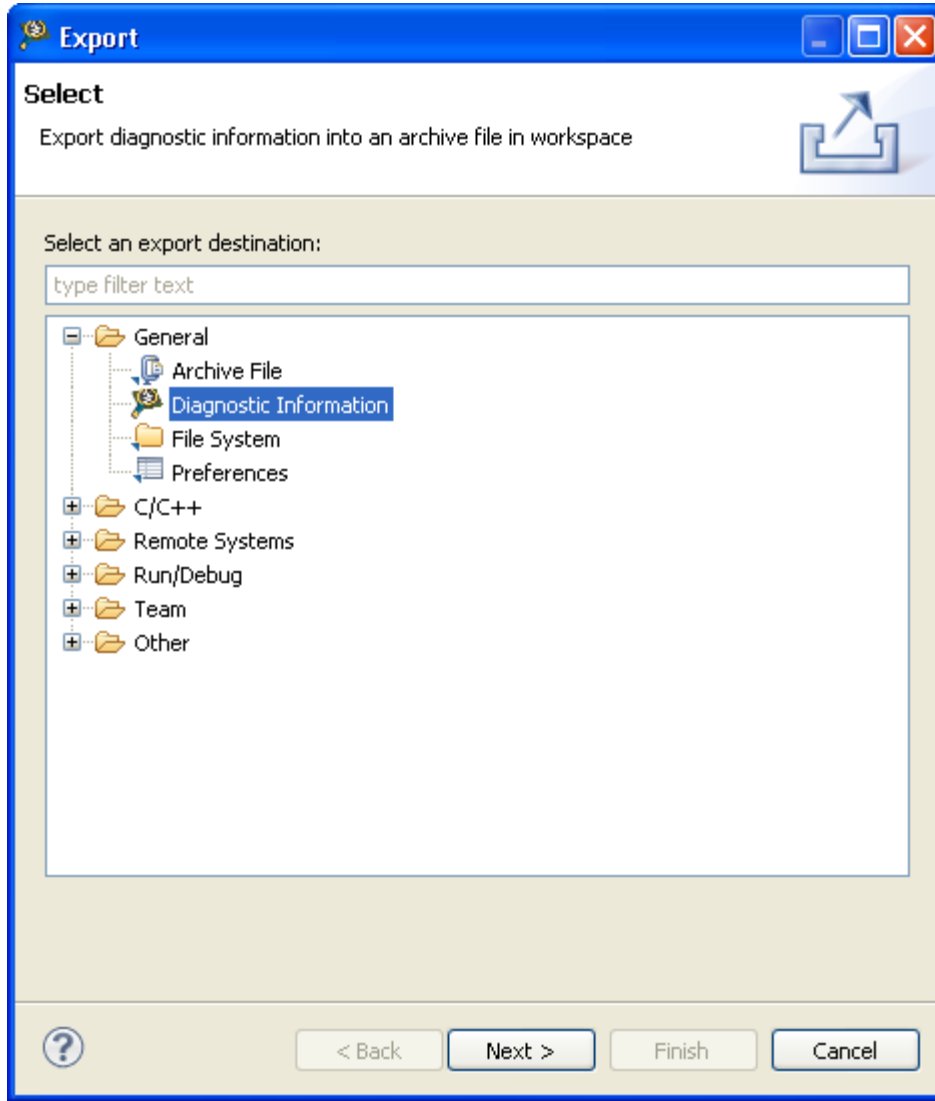 Export
Select
Export diagnostic information into an archive file in workspace
Select an export destination:
type filter text
General
Archive File
Diagnostic Information
File System
Preferences
C/C++
Remote Systems
Run/Debug
Team
Other
?
< Back Next > Finish Cancel